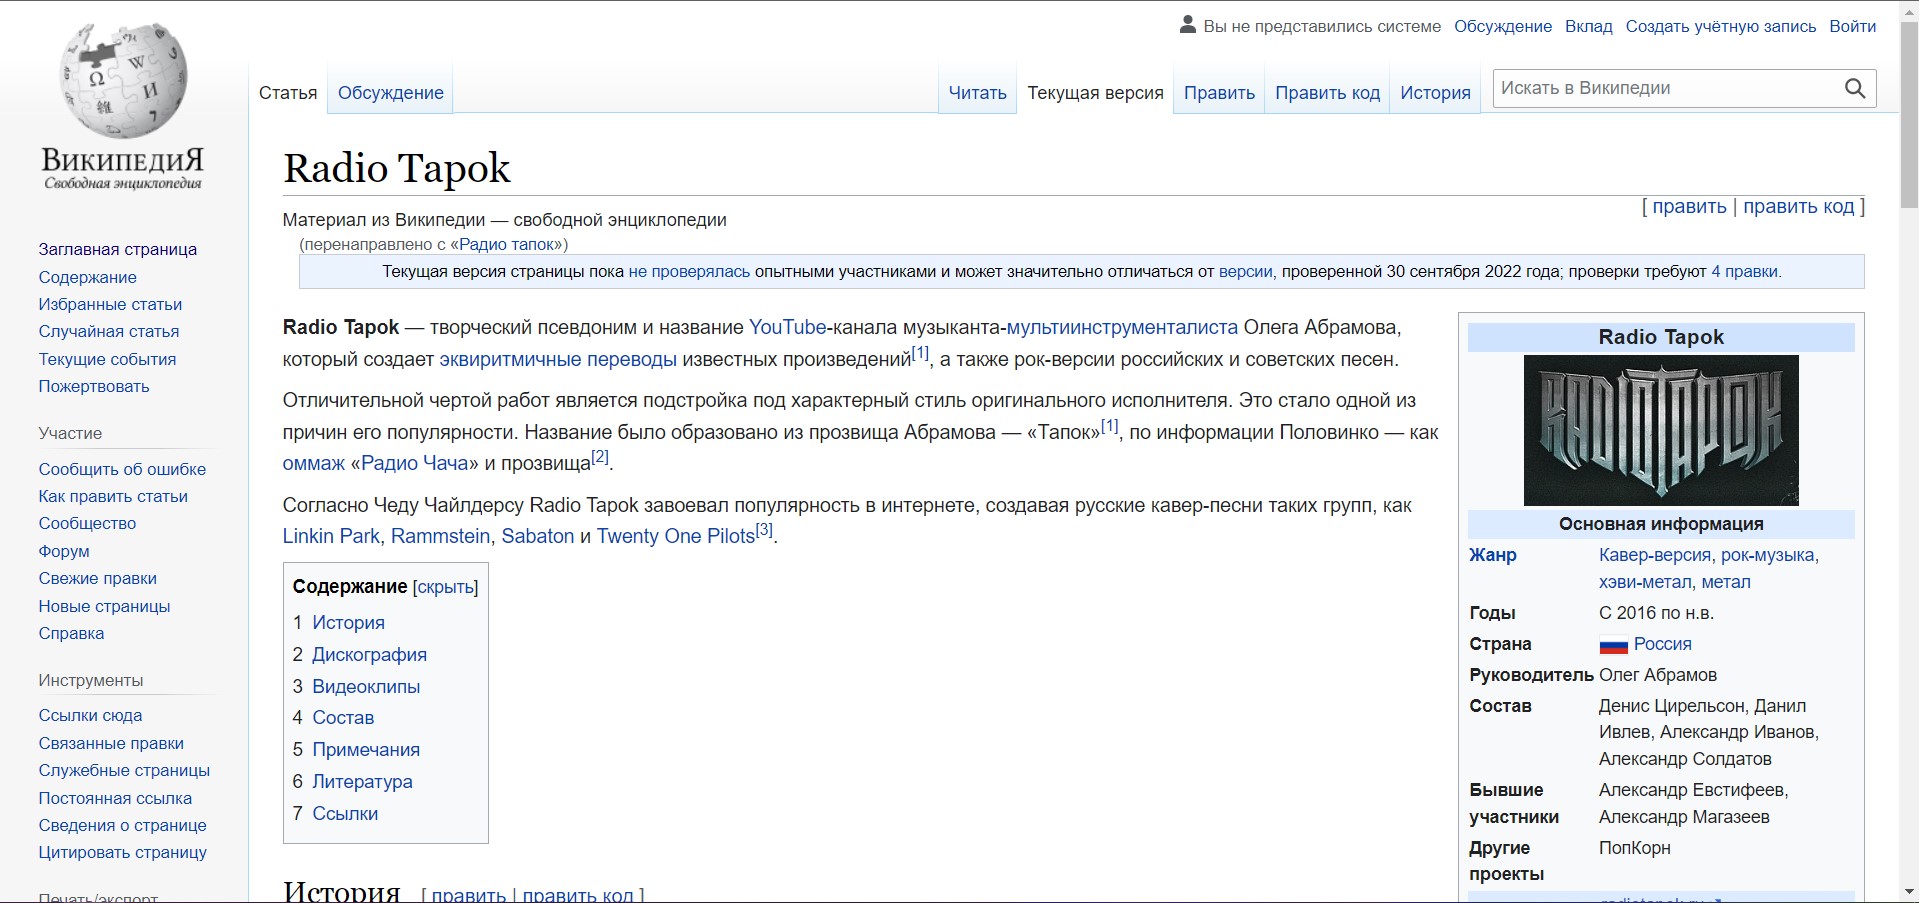 Вы не представились системе Обсуждение Вклад Создать учётную запись Войти
Статья Обсуждение Читать Текущая версия Править Править код История Искать в Википедии
ВикипедиЯ
Свободная энциклопедия
Заглавная страница
Содержание
Избранные статьи
Случайная статья
Текущие события
Пожертвовать
Участие
Сообщить об ошибке
Как править статьи
Сообщество
Форум
Свежие правки
Новые страницы
Справка
Инструменты
Ссылки сюда
Связанные правки
Служебные страницы
Постоянная ссылка
Сведения о странице
Цитировать страницу
Печать/экспорт
Radio Tapok
[ править | править код ]
Материал из Википедии — свободной энциклопедии
(перенаправлено с «Радио тапок»)
Текущая версия страницы пока не проверялась опытными участниками и может значительно отличаться от версии, проверенной 30 сентября 2022 года; проверки требуют 4 правки.
Radio Tapok — творческий псевдоним и название YouTube-канала музыканта-мультиинструменталиста Олега Абрамова,
который создает эквиритмичные переводы известных произведений[1], а также рок-версии российских и советских песен.
Отличительной чертой работ является подстройка под характерный стиль оригинального исполнителя. Это стало одной из
причин его популярности. Название было образовано из прозвища Абрамова — «Тапок»[1], по информации Половинко — как
оммаж «Радио Чача» и прозвища[2].
Согласно Чеду Чайлдерсу Radio Tapok завоевал популярность в интернете, создавая русские кавер-песни таких групп, как
Linkin Park, Rammstein, Sabaton и Twenty One Pilots[3].
Содержание [скрыть]
1 История
2 Дискография
3 Видеоклипы
4 Состав
5 Примечания
6 Литература
7 Ссылки
История [ править | править код ]
Radio Tapok
RADIOTAPOK
Основная информация
Жанр Кавер-версия, рок-музыка,
хэви-метал, метал
Годы С 2016 по н.в.
Страна Россия
Руководитель Олег Абрамов
Состав Денис Цирельсон, Данил
Ивлев, Александр Иванов,
Александр Солдатов
Бывшие Александр Евстифеев,
участники Александр Магазеев
Другие ПопКорн
проекты
radiotapok.ru